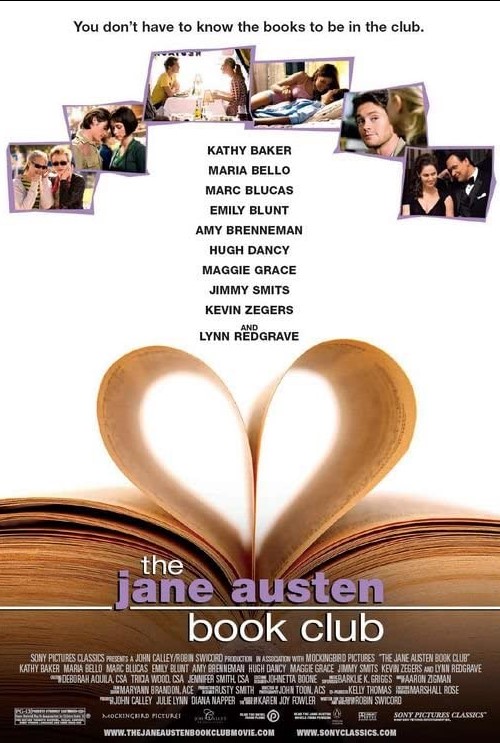 You don't have to know the books to be in the club.
KATHY BAKER
MARIA BELLO
MARC BLUCAS
EMILY BLUNT
AMY BRENNEMAN
HUGH DANCY
MAGGIE GRACE
JIMMY SMITS
KEVIN ZEGERS
AND
LYNN REDGRAVE
the
jane austen
book club
SONY PICTURES CLASSICS PRESENTS A JOHN CALLEY/ROBIN SWICORD PRODUCTION IN ASSOCIATION WITH MOCKINGBIRD PICTURES "THE JANE AUSTEN BOOK CLUB"
KATHY BAKER MARIA BELLO MARC BLUCAS EMILY BLUNT AMY BRENNEMAN HUGH DANCY MAGGIE GRACE JIMMY SMITS KEVIN ZEGERS AND LYNN REDGRAVE
DEBORAH AQUILA, CSA TRICIA WOOD, CSA JENNIFER SMITH, CSA JOHNETTA BOONE BARKLIE K. GRIGGS AARON ZIGMAN
MARYANN BRANDON, ACE RUSTY SMITH JOHN TOON, ACS KELLY THOMAS MARSHALL ROSE
JOHN CALLEY JULIE LYNN DIANA NAPPER KAREN JOY FOWLER ROBIN SWICORD
PG-13
MOCKINGBIRD PICTURES
SONY PICTURES CLASSICS
WWW.THEJANEAUSTENBOOKCLUBMOVIE.COM WWW.SONYCLASSICS.COM